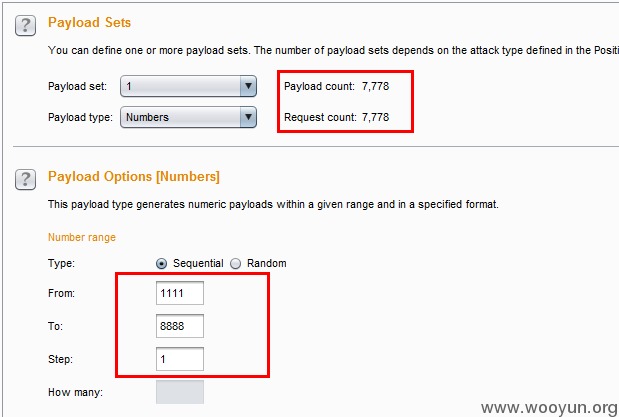 ? Payload Sets
You can define one or more payload sets. The number of payload sets depends on the attack type defined in the Positi
Payload set: 1 Payload count: 7,778
Payload type: Numbers Request count: 7,778
? Payload Options [Numbers]
This payload type generates numeric payloads within a given range and in a specified format.
Number range
Type: Sequential Random
From: 1111
To: 8888
Step: 1
How many:
www.wooyun.org